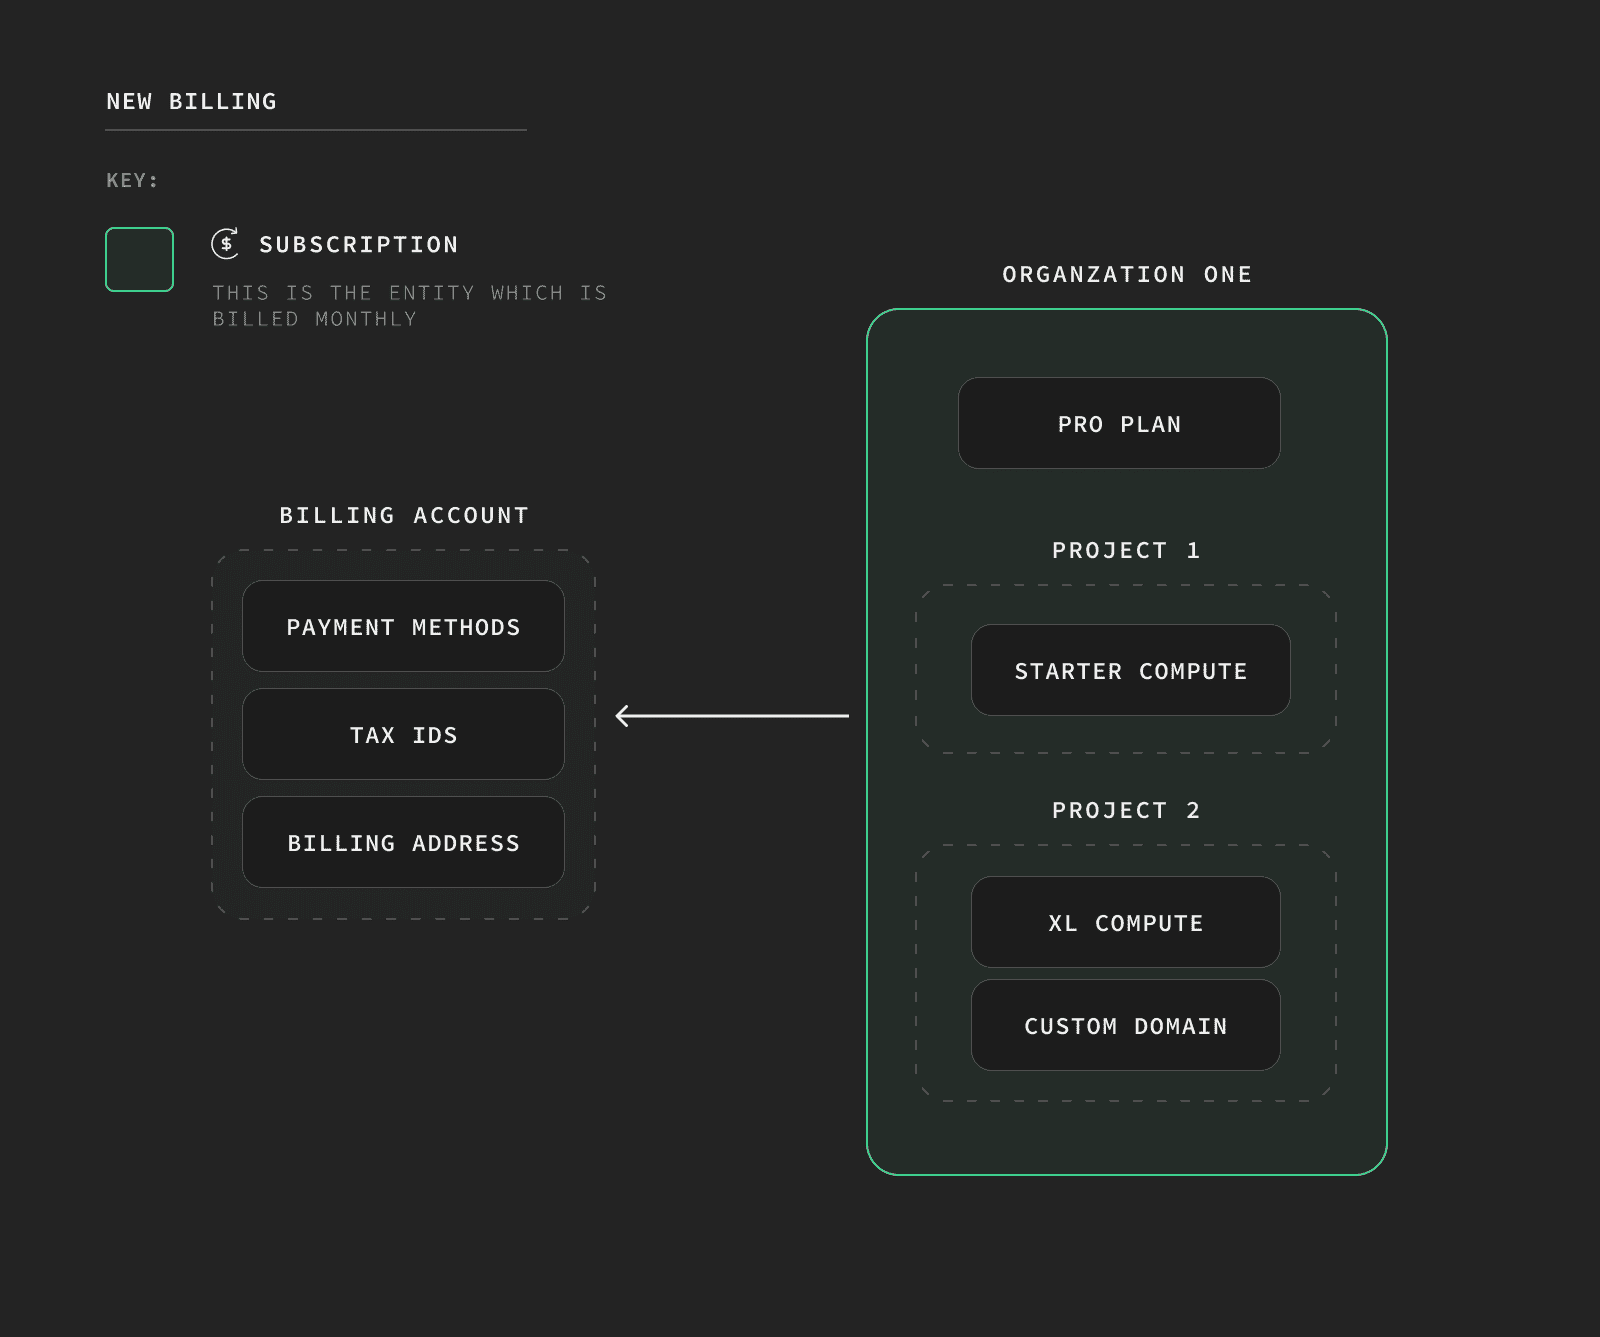 NEW BILLING
KEY:
$ SUBSCRIPTION
THIS IS THE ENTITY WHICH IS
BILLED MONTHLY
BILLING ACCOUNT
PAYMENT METHODS
TAX IDS
BILLING ADDRESS
ORGANZATION ONE
PRO PLAN
PROJECT 1
STARTER COMPUTE
PROJECT 2
XL COMPUTE
CUSTOM DOMAIN